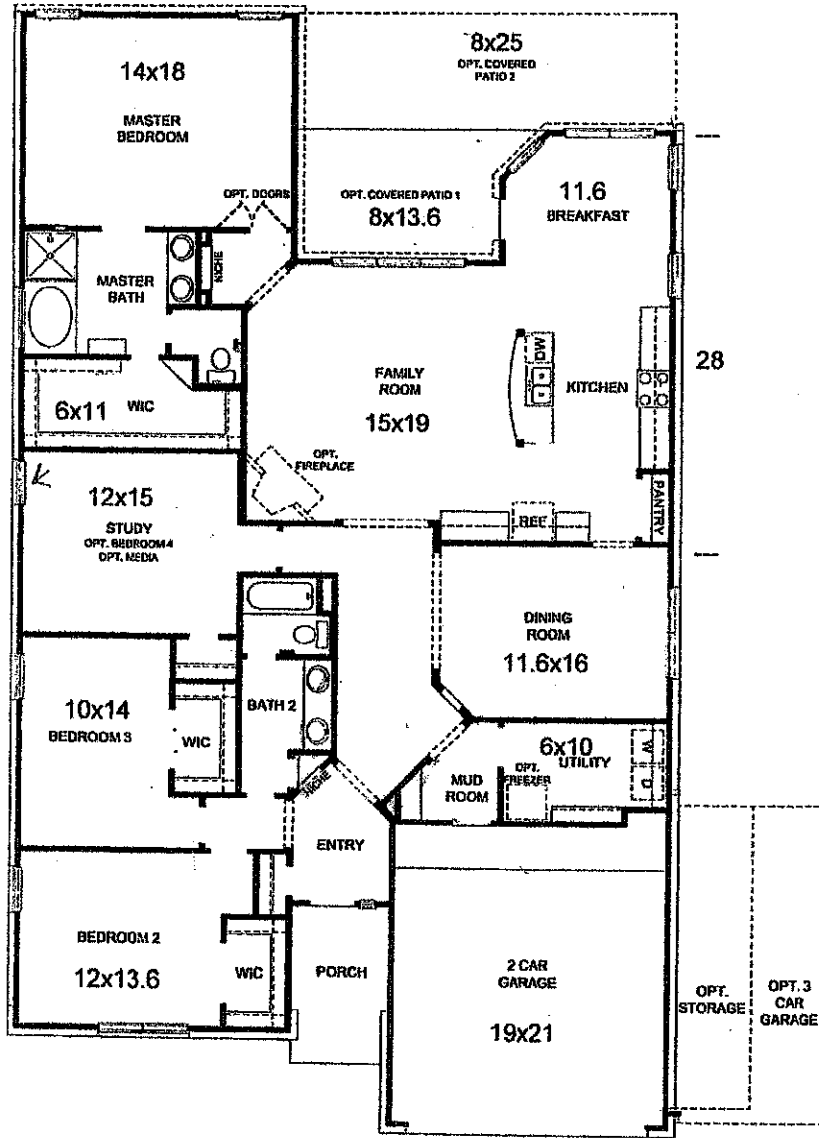 8x25
OPT. COVERED
PATIO 2
14x18
MASTER
BEDROOM
OPT. DOORS
OPT. COVERED PATIO 1
8x13.6
11.6
BREAKFAST
NICHE
MASTER
BATH
DW
28
FAMILY
ROOM
KITCHEN
6x11
WIC
15x19
OPT.
FIREPLACE
12x15
STUDY
OPT. BEDROOM 4
OPT. MEDIA
REF
PANTRY
DINING
ROOM
11.6x16
10x14
BEDROOM 3
WIC
BATH 2
6x10
UTILITY
OPT.
FREEZER
W
D
MUD
ROOM
NICHE
ENTRY
BEDROOM 2
12x13.6
WIC
PORCH
2 CAR
GARAGE
19x21
OPT.
STORAGE
OPT. 3
CAR
GARAGE